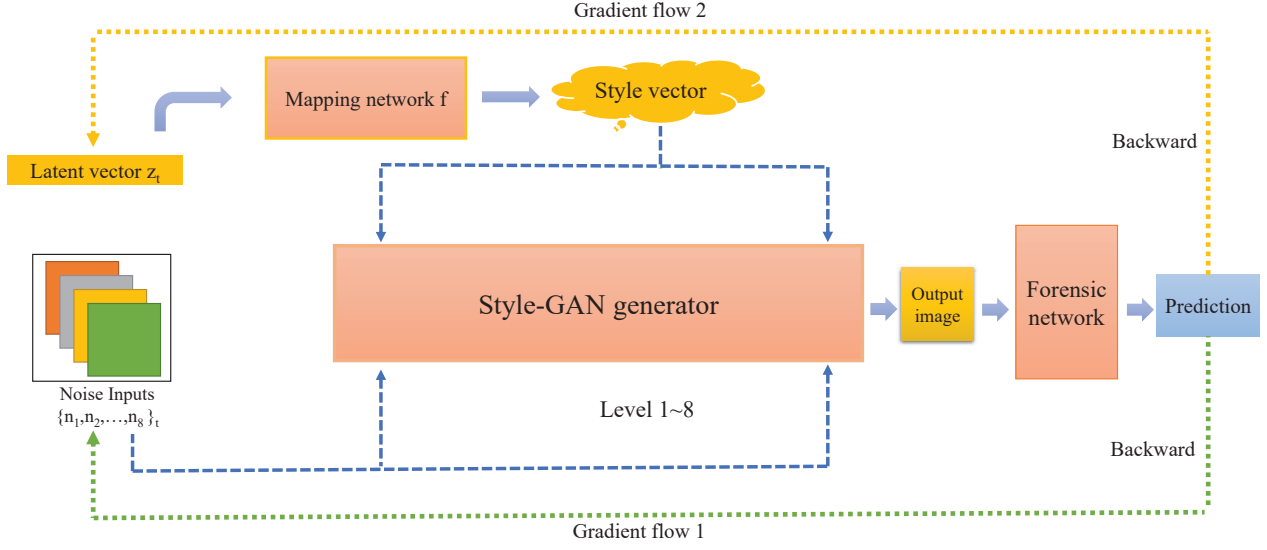 Gradient flow 2
Mapping network f
Style vector
Backward
Latent vector zₜ
Style-GAN generator
Output
image
Forensic
network
Prediction
Noise Inputs
{n₁,n₂,…,n₈}ₜ
Level 1~8
Backward
Gradient flow 1